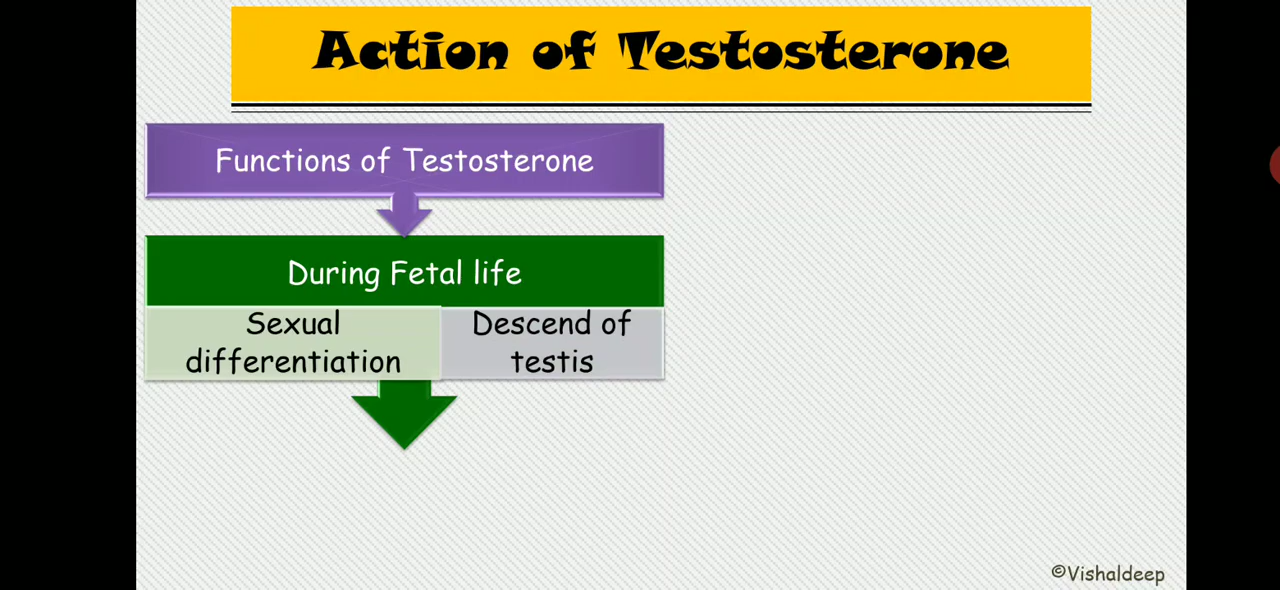 Action of Testosterone
Functions of Testosterone
During Fetal life
Sexual
differentiation
Descend of
testis
©Vishaldeep